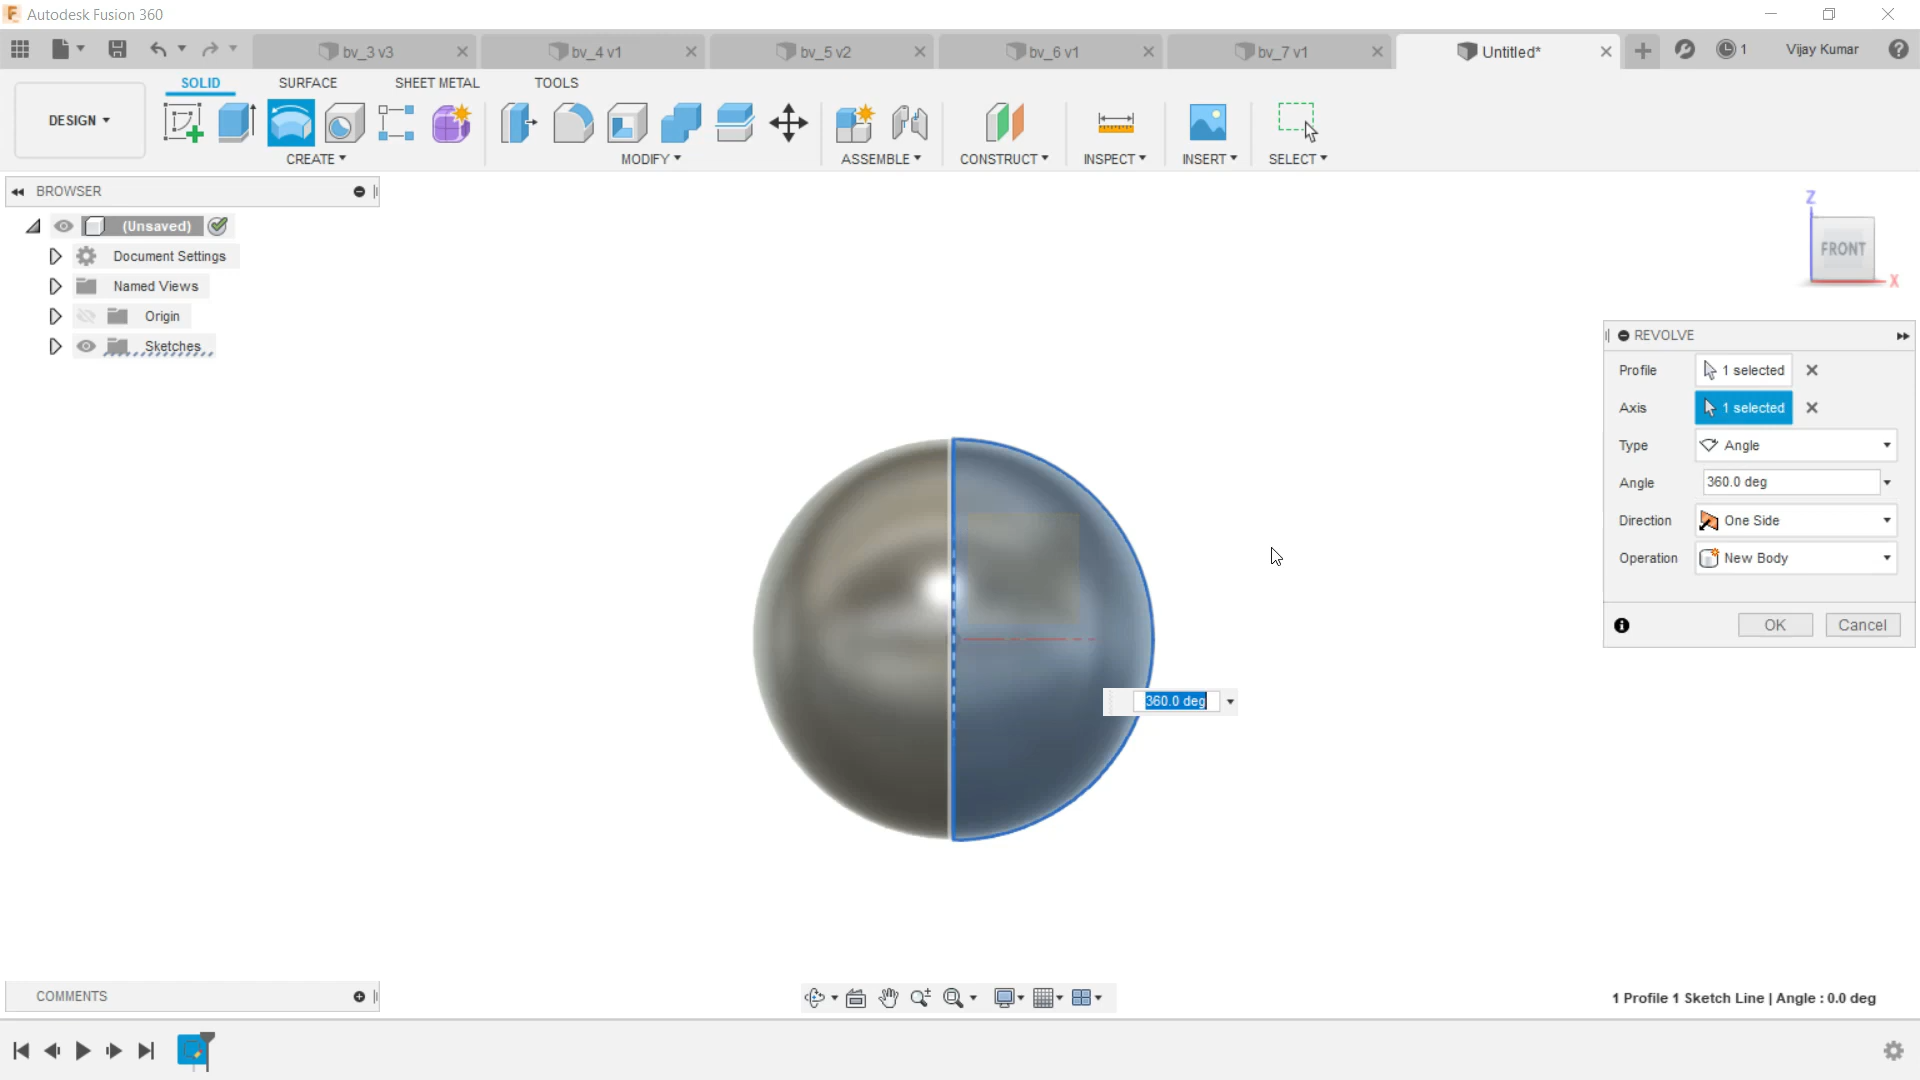 Autodesk Fusion 360
bv_3 v3
bv_4 v1
bv_5 v2
bv_6 v1
bv_7 v1
Untitled*
1
Vijay Kumar
SOLID
SURFACE
SHEET METAL
TOOLS
DESIGN
CREATE
MODIFY
ASSEMBLE
CONSTRUCT
INSPECT
INSERT
SELECT
BROWSER
(Unsaved)
Document Settings
Named Views
Origin
Sketches
Z
FRONT
X
REVOLVE
Profile 1 selected
Axis 1 selected
Type Angle
Angle 360.0 deg
Direction One Side
Operation New Body
OK Cancel
360.0 deg
COMMENTS
1 Profile 1 Sketch Line | Angle : 0.0 deg